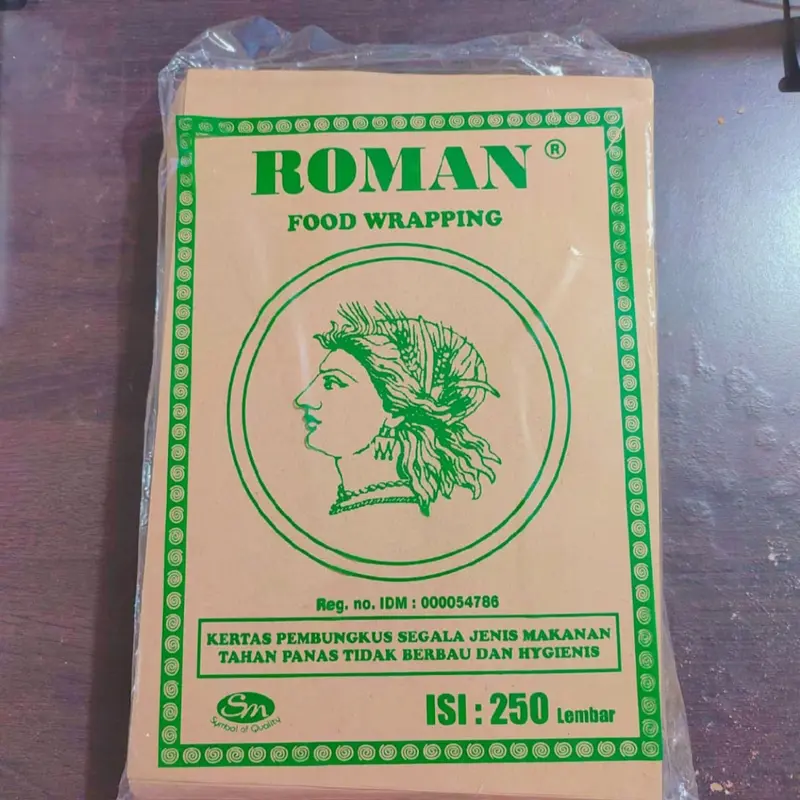 ROMAN ®
FOOD WRAPPING
Reg. no. IDM : 000054786
KERTAS PEMBUNGKUS SEGALA JENIS MAKANAN
TAHAN PANAS TIDAK BERBAU DAN HYGIENIS
Sm
Symbol of Quality
ISI : 250 Lembar